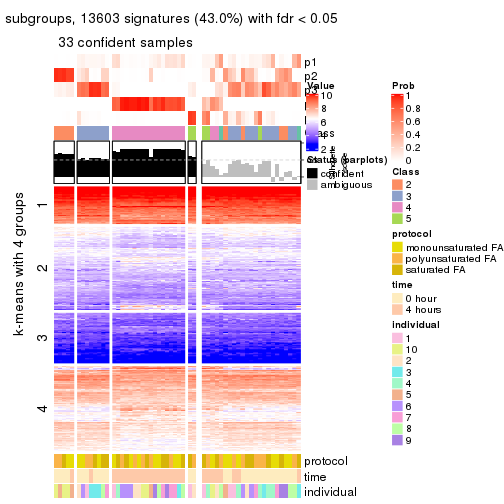 subgroups, 13603 signatures (43.0%) with fdr < 0.05
33 confident samples
p1
p2
Value
10
8
6
2
Status (barplots)
confident
ambiguous
k-means with 4 groups
1
2
3
4
protocol
time
individual
Prob
1
0.8
0.6
0.4
0.2
0
Class
2
3
4
5
protocol
monounsaturated FA
polyunsaturated FA
saturated FA
time
0 hour
4 hours
individual
1
10
2
3
4
5
6
7
8
9